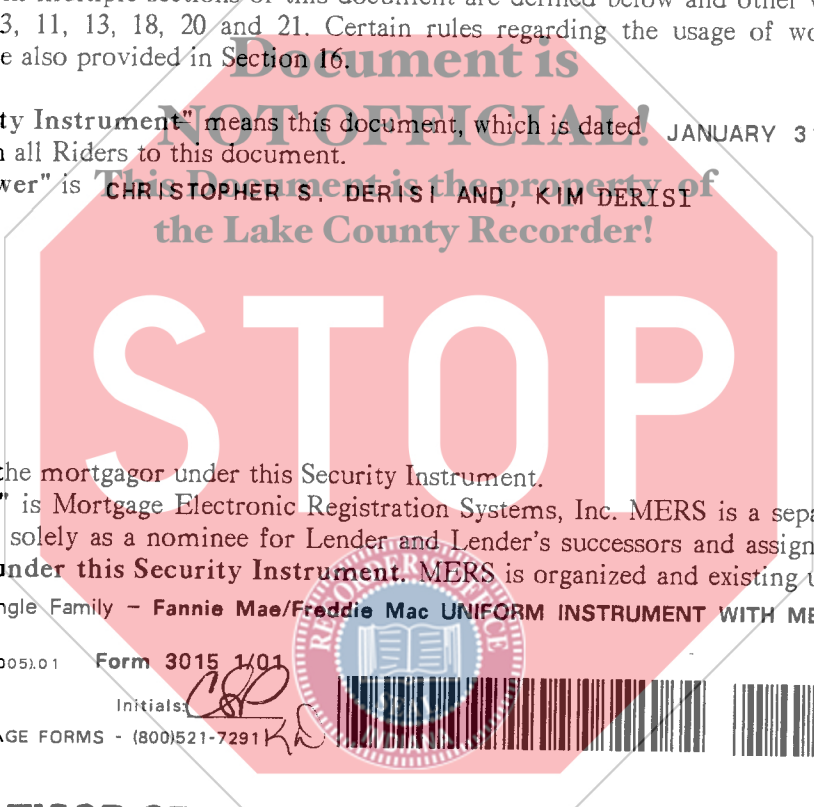 3, 11, 13, 18, 20 and 21. Certain rules regarding the usage of wo
e also provided in Section 16.
Document is
NOT OFFICIAL!
This Document is the property of
the Lake County Recorder!
ty Instrument" means this document, which is dated JANUARY 3
all Riders to this document.
wer" is CHRISTOPHER S. DERISI AND, KIM DERISI
STOP
the mortgagor under this Security Instrument.
" is Mortgage Electronic Registration Systems, Inc. MERS is a sepa
solely as a nominee for Lender and Lender's successors and assign
under this Security Instrument. MERS is organized and existing u
ngle Family – Fannie Mae/Freddie Mac UNIFORM INSTRUMENT WITH ME
005).01 Form 3015 1/01
Initials:
AGE FORMS - (800)521-7291 KD
RECORDER'S OFFICE
SEAL
INDIANA